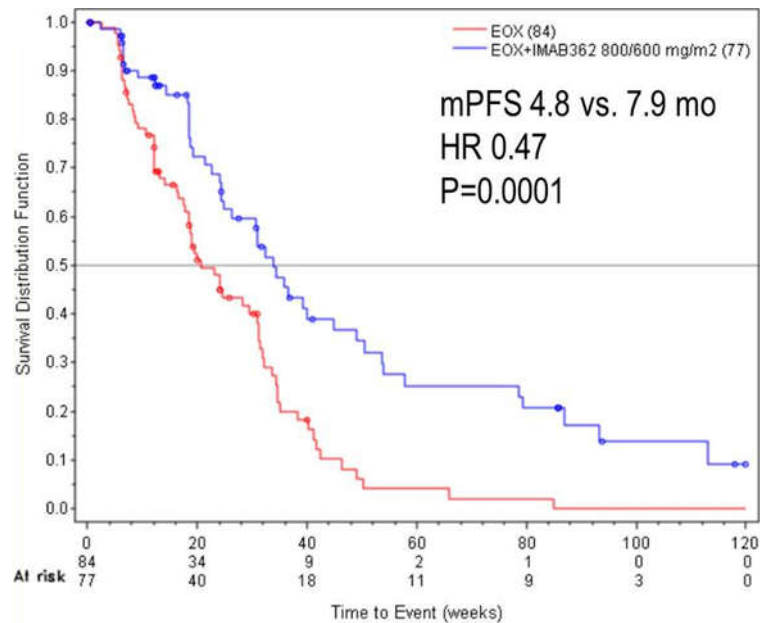 EOX (84)
EOX+IMAB362 800/600 mg/m2 (77)
mPFS 4.8 vs. 7.9 mo
HR 0.47
P=0.0001
Survival Distribution Function
1.0
0.9
0.8
0.7
0.6
0.5
0.4
0.3
0.2
0.1
0.0
0 20 40 60 80 100 120
84 34 9 2 1 0 0
At risk
77 40 18 11 9 3 0
Time to Event (weeks)